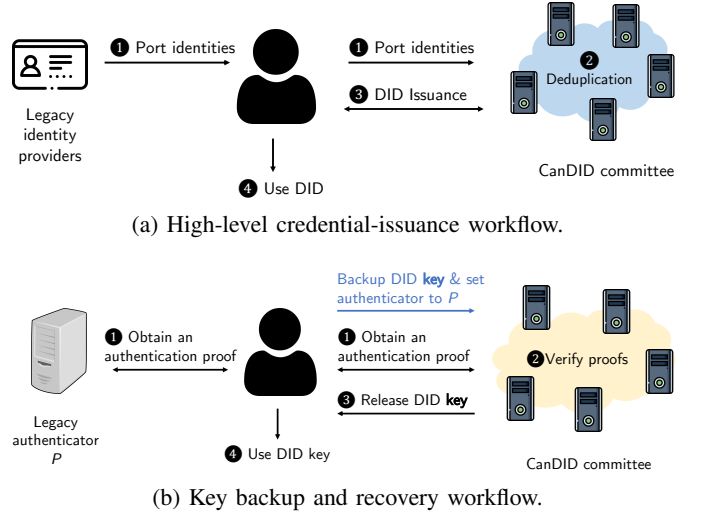 ❶ Port identities
❶ Port identities
❷
Deduplication
❸ DID Issuance
Legacy
identity
providers
❹ Use DID
CanDID committee
(a) High-level credential-issuance workflow.
Backup DID key & set
authenticator to P
❶ Obtain an
authentication proof
❶ Obtain an
authentication proof
❷Verify proofs
❸ Release DID key
Legacy
authenticator
P
❹ Use DID key
CanDID committee
(b) Key backup and recovery workflow.